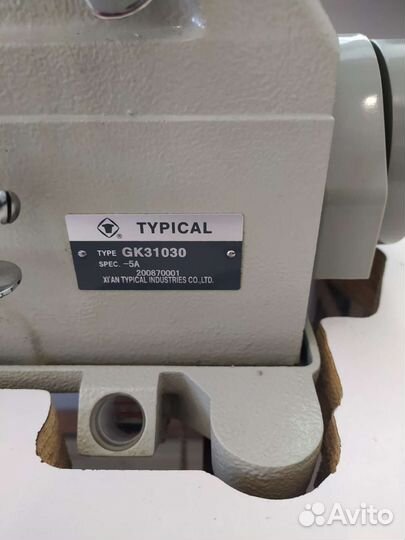 ® TYPICAL
TYPE GK31030
SPEC. -5A
200870001
XI'AN TYPICAL INDUSTRIES CO.,LTD.
Avito